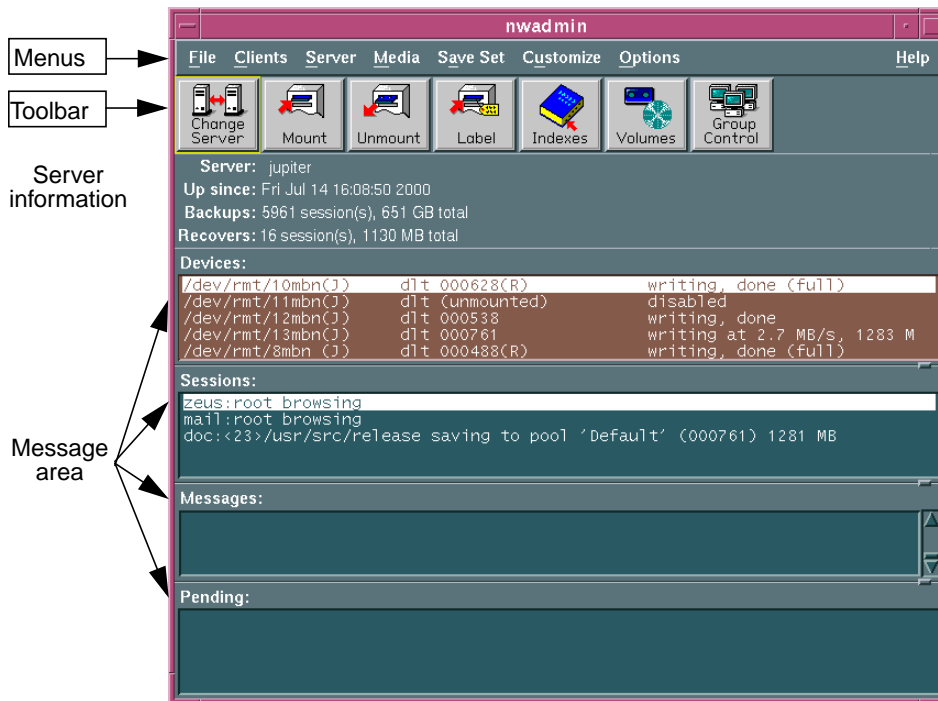 nwadmin
Menus
File Clients Server Media Save Set Customize Options Help
Toolbar
Change Server
Mount
Unmount
Label
Indexes
Volumes
Group Control
Server information
Server: jupiter
Up since: Fri Jul 14 16:08:50 2000
Backups: 5961 session(s), 651 GB total
Recovers: 16 session(s), 1130 MB total
Devices:
/dev/rmt/10mbn(J) dlt 000628(R) writing, done (full)
/dev/rmt/11mbn(J) dlt (unmounted) disabled
/dev/rmt/12mbn(J) dlt 000538 writing, done
/dev/rmt/13mbn(J) dlt 000761 writing at 2.7 MB/s, 1283 M
/dev/rmt/8mbn (J) dlt 000488(R) writing, done (full)
Message area
Sessions:
zeus:root browsing
mail:root browsing
doc:<23>/usr/src/release saving to pool 'Default' (000761) 1281 MB
Messages:
Pending: